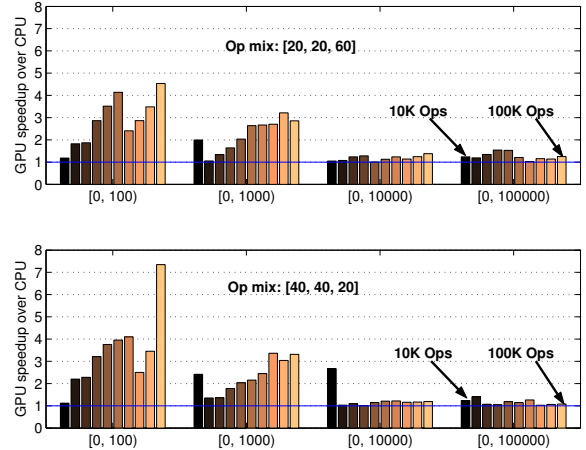 8
7
6
5
4
3
2
1
0
GPU speedup over CPU
Op mix: [20, 20, 60]
10K Ops 100K Ops
[0, 100) [0, 1000) [0, 10000) [0, 100000)
8
7
6
5
4
3
2
1
0
GPU speedup over CPU
Op mix: [40, 40, 20]
10K Ops 100K Ops
[0, 100) [0, 1000) [0, 10000) [0, 100000)